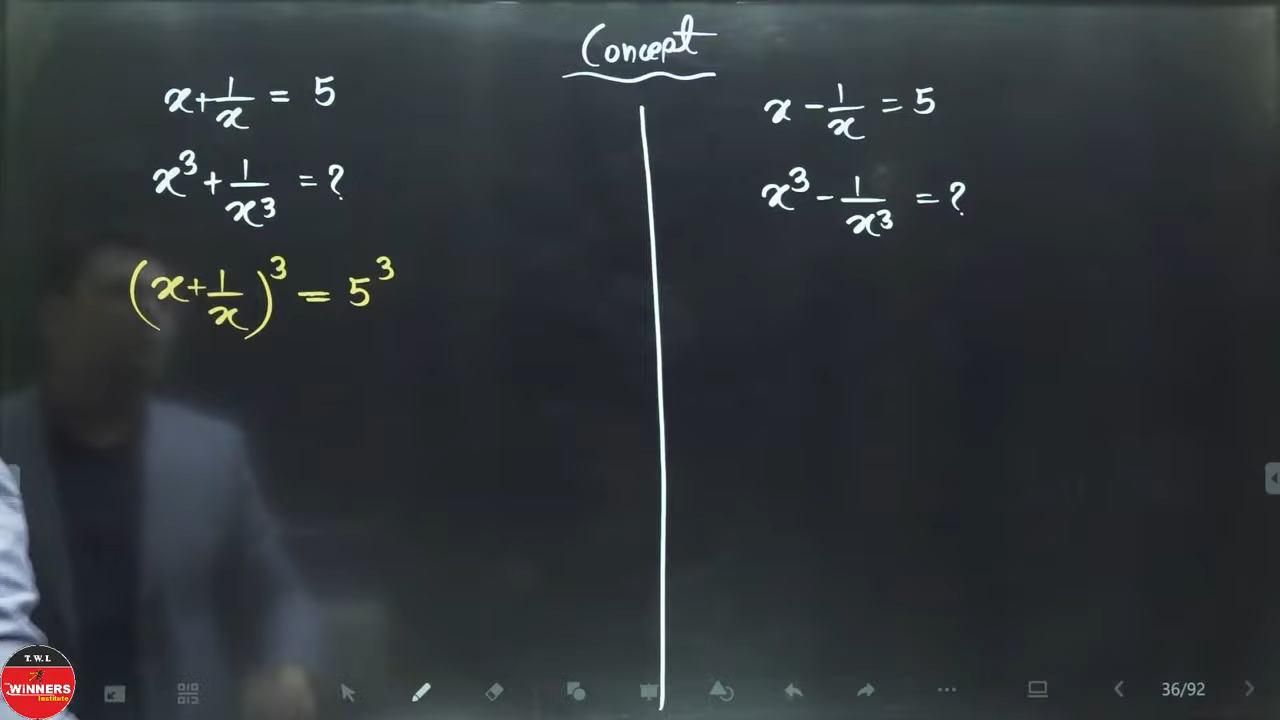 Concept
x + 1/x = 5
x³ + 1/x³ = ?
(x + 1/x)³ = 5³
x - 1/x = 5
x³ - 1/x³ = ?
T.W.I.
WINNERS
Institute
36/92